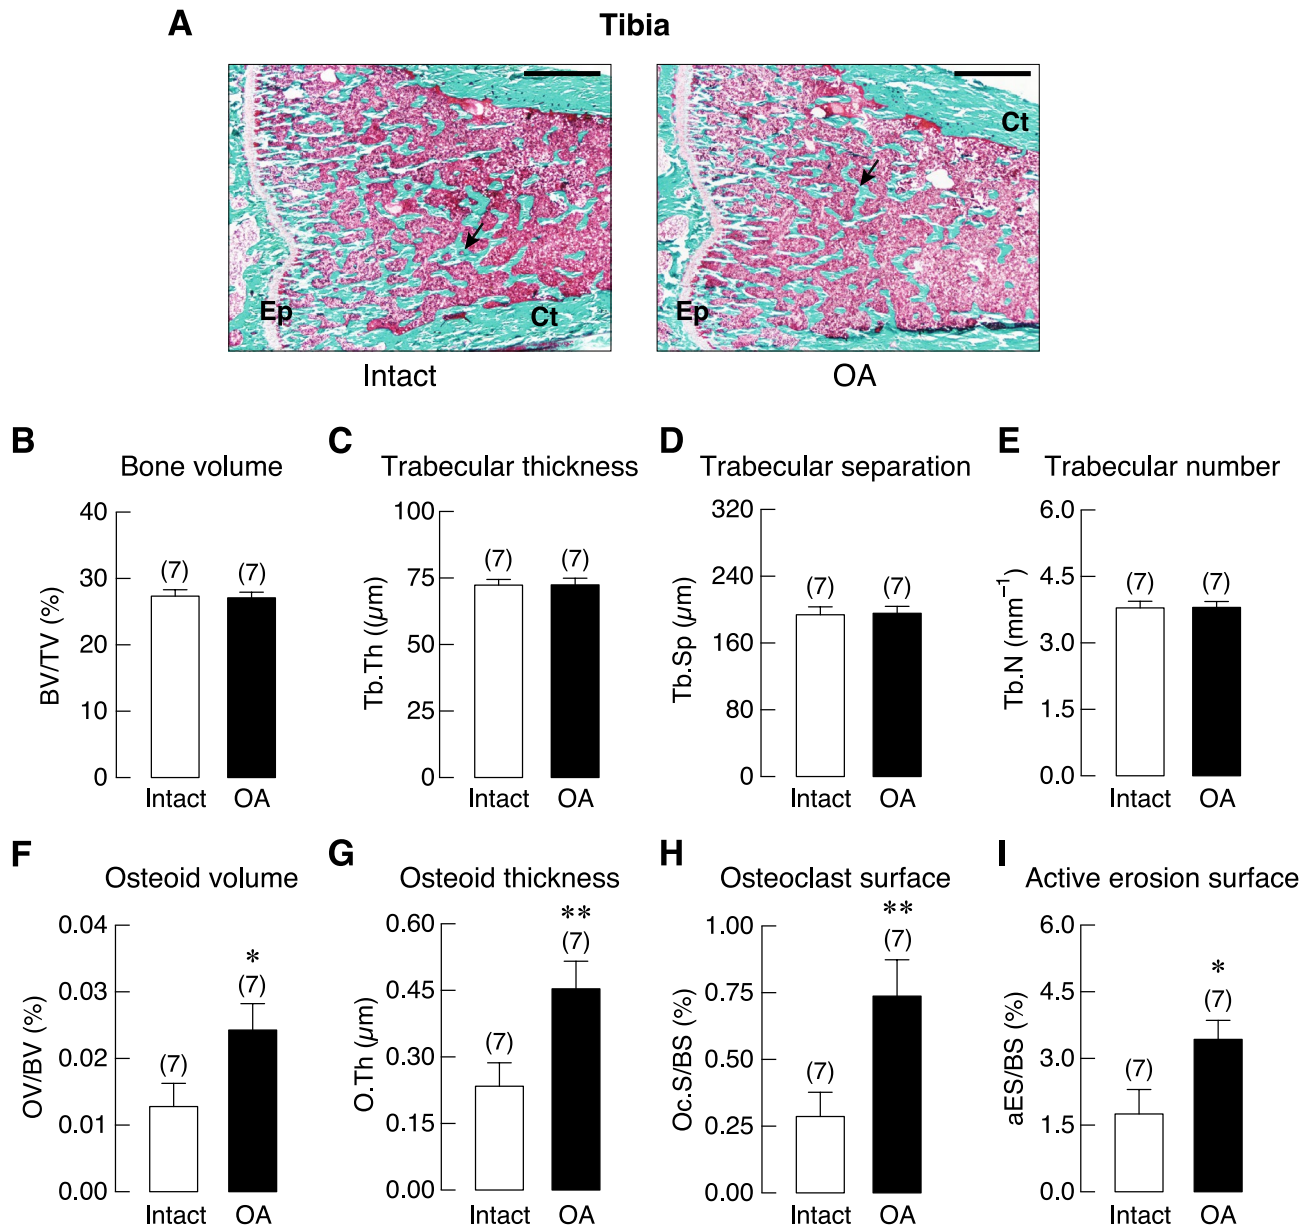 A
Tibia
Ct
Ep
Ct
Ep
Intact
OA
B
Bone volume
BV/TV (%)
40
30
20
10
0
(7)
(7)
Intact
OA
C
Trabecular thickness
Tb.Th ((µm)
100
75
50
25
0
(7)
(7)
Intact
OA
D
Trabecular separation
Tb.Sp (µm)
320
240
160
80
0
(7)
(7)
Intact
OA
E
Trabecular number
Tb.N (mm⁻¹)
6.0
4.5
3.0
1.5
0.0
(7)
(7)
Intact
OA
F
Osteoid volume
OV/BV (%)
0.04
0.03
0.02
0.01
0.00
(7)
*
(7)
Intact
OA
G
Osteoid thickness
O.Th (µm)
0.60
0.45
0.30
0.15
0.00
(7)
**
(7)
Intact
OA
H
Osteoclast surface
Oc.S/BS (%)
1.00
0.75
0.50
0.25
0.00
(7)
**
(7)
Intact
OA
I
Active erosion surface
aES/BS (%)
6.0
4.5
3.0
1.5
0.0
(7)
*
(7)
Intact
OA